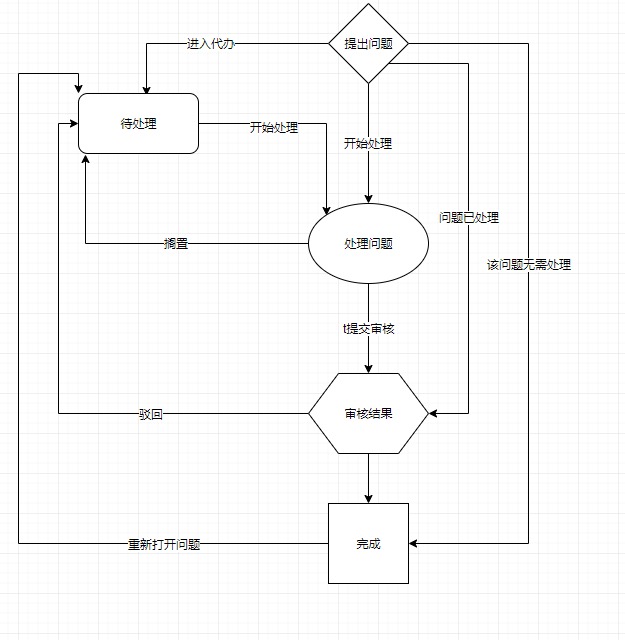 提出问题
进入代办
待处理
开始处理
开始处理
问题已处理
搁置
处理问题
该问题无需处理
t提交审核
驳回
审核结果
重新打开问题
完成